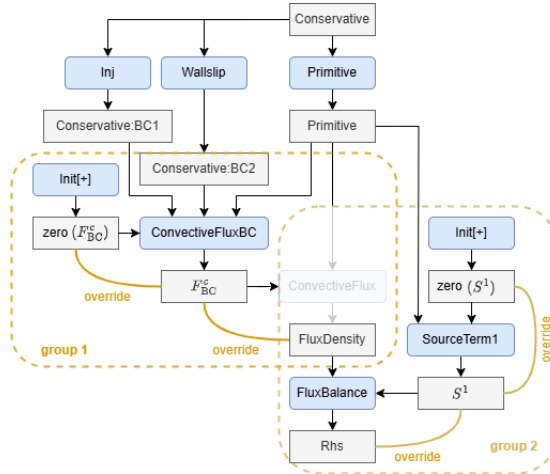 Conservative
Inj
Wallslip
Primitive
Conservative:BC1
Primitive
Conservative:BC2
Init[+]
Init[+]
zero (F^c_BC)
ConvectiveFluxBC
F^c_BC
ConvectiveFlux
zero (S^1)
override
override
group 1
override
FluxDensity
SourceTerm1
override
FluxBalance
S^1
Rhs
override
group 2